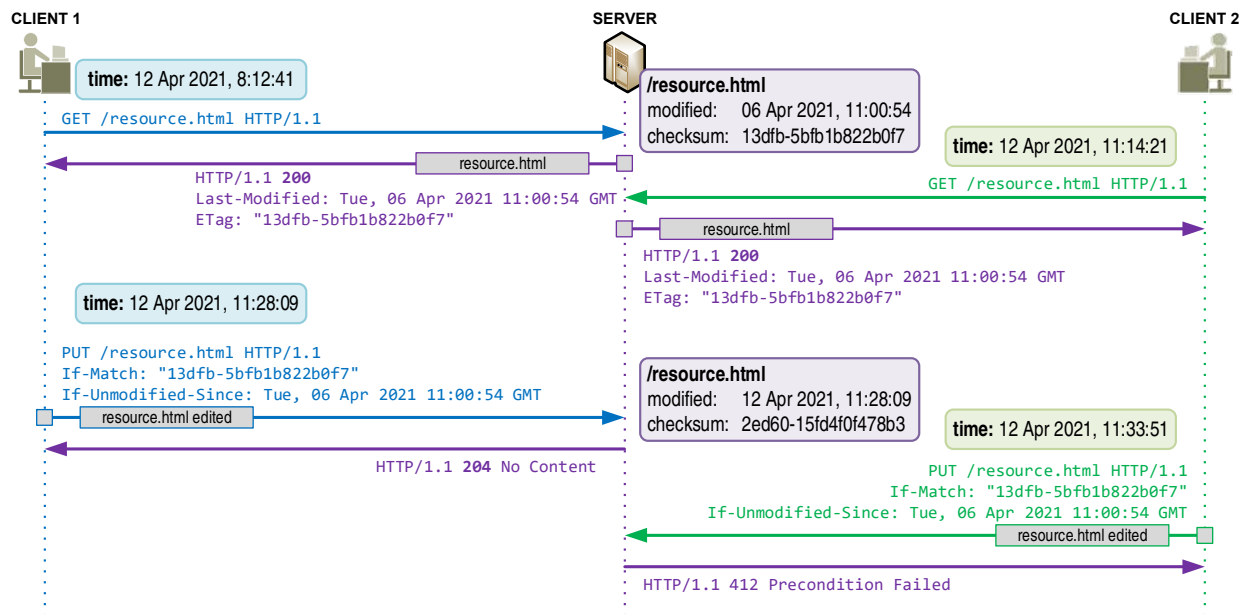 CLIENT 1
SERVER
CLIENT 2
time: 12 Apr 2021, 8:12:41
/resource.html
modified: 06 Apr 2021, 11:00:54
checksum: 13dfb-5bfb1b822b0f7
GET /resource.html HTTP/1.1
time: 12 Apr 2021, 11:14:21
resource.html
HTTP/1.1 200
Last-Modified: Tue, 06 Apr 2021 11:00:54 GMT
ETag: "13dfb-5bfb1b822b0f7"
GET /resource.html HTTP/1.1
resource.html
HTTP/1.1 200
Last-Modified: Tue, 06 Apr 2021 11:00:54 GMT
ETag: "13dfb-5bfb1b822b0f7"
time: 12 Apr 2021, 11:28:09
PUT /resource.html HTTP/1.1
If-Match: "13dfb-5bfb1b822b0f7"
If-Unmodified-Since: Tue, 06 Apr 2021 11:00:54 GMT
resource.html edited
/resource.html
modified: 12 Apr 2021, 11:28:09
checksum: 2ed60-15fd4f0f478b3
HTTP/1.1 204 No Content
time: 12 Apr 2021, 11:33:51
PUT /resource.html HTTP/1.1
If-Match: "13dfb-5bfb1b822b0f7"
If-Unmodified-Since: Tue, 06 Apr 2021 11:00:54 GMT
resource.html edited
HTTP/1.1 412 Precondition Failed